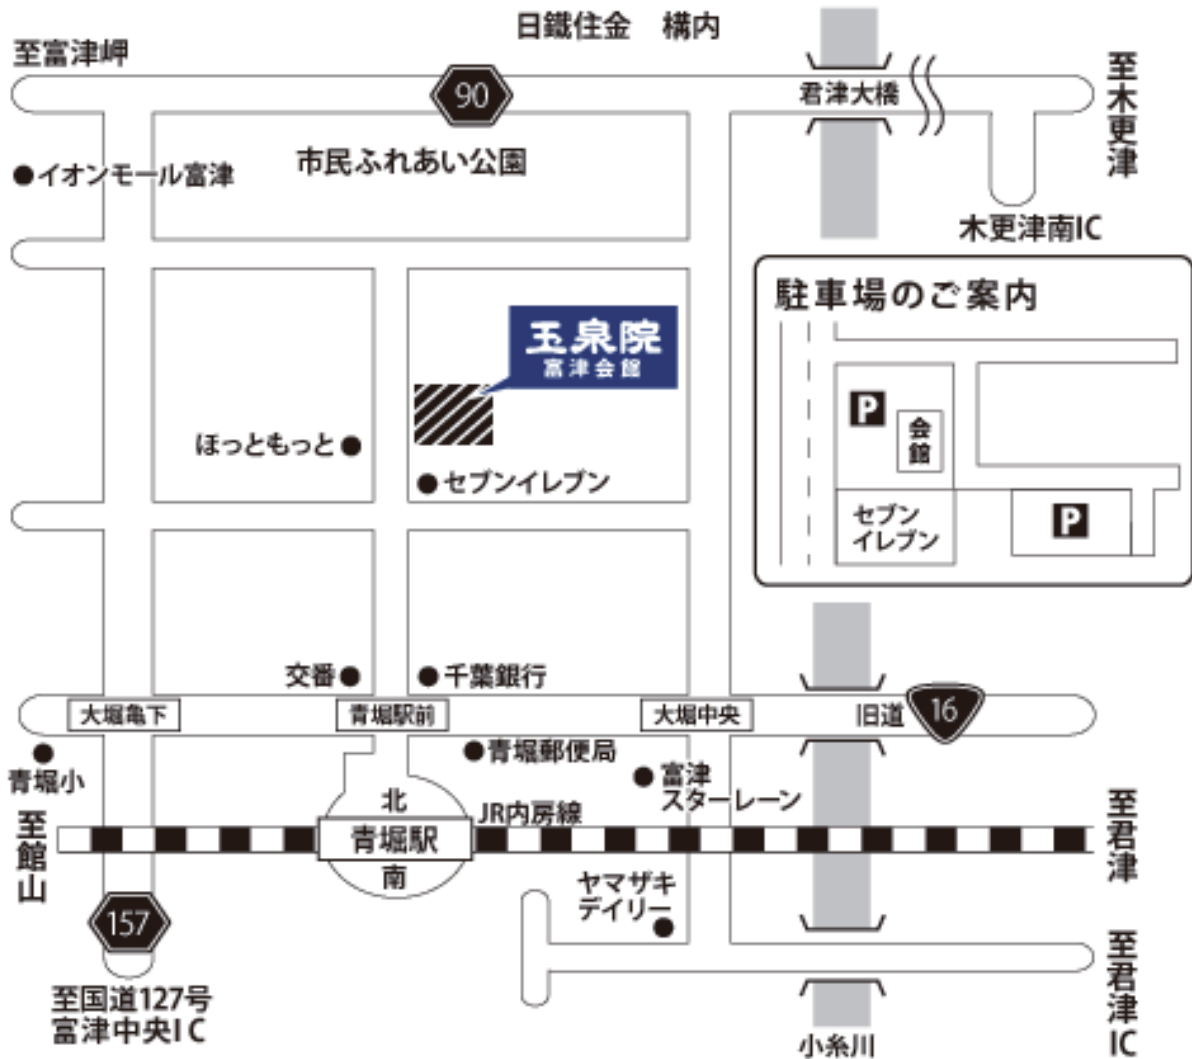 日鐵住金　構内
至富津岬
90
君津大橋
至木更津
イオンモール富津
市民ふれあい公園
木更津南IC
駐車場のご案内
P
会館
セブン
イレブン
P
玉泉院
富津会館
ほっともっと
セブンイレブン
交番
千葉銀行
大堀亀下
青堀駅前
大堀中央
旧道
16
青堀小
青堀郵便局
富津
スターレーン
至館山
北
青堀駅
南
JR内房線
至君津
ヤマザキ
デイリー
157
至国道127号
富津中央IC
至君津IC
小糸川